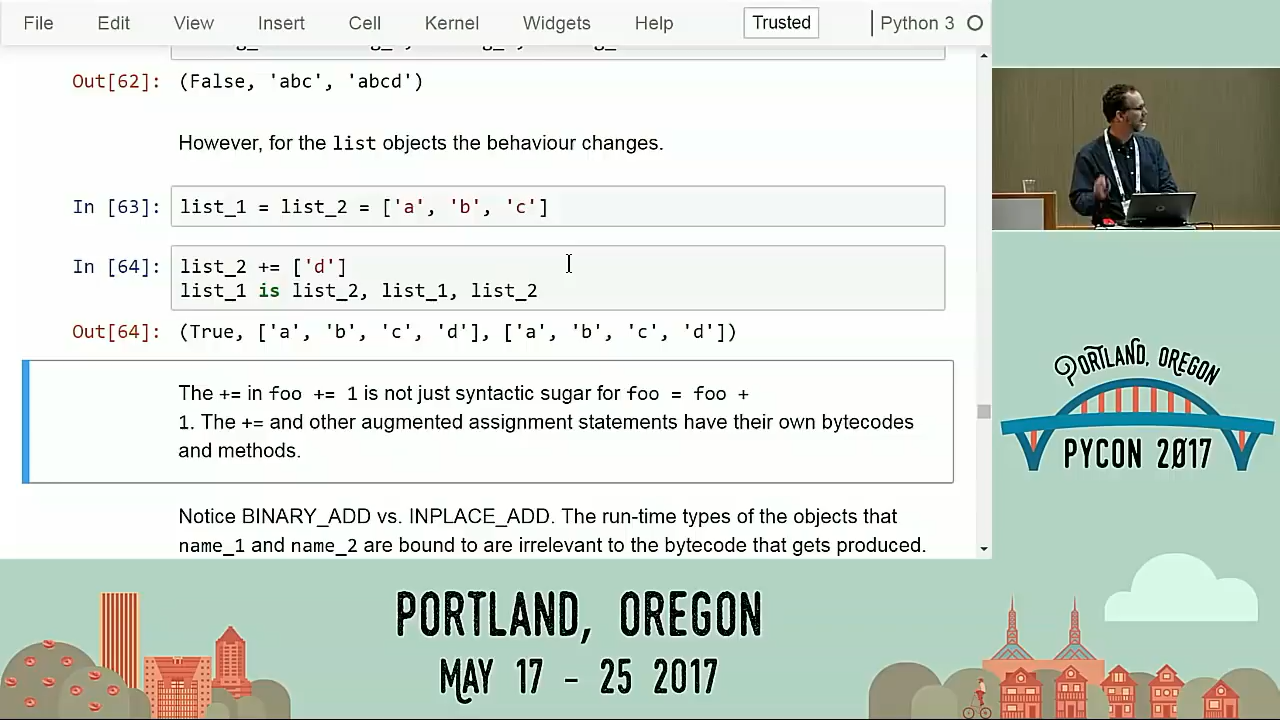 File Edit View Insert Cell Kernel Widgets Help Trusted Python 3
Out[62]: (False, 'abc', 'abcd')
However, for the list objects the behaviour changes.
In [63]: list_1 = list_2 = ['a', 'b', 'c']
In [64]: list_2 += ['d']
list_1 is list_2, list_1, list_2
Out[64]: (True, ['a', 'b', 'c', 'd'], ['a', 'b', 'c', 'd'])
The += in foo += 1 is not just syntactic sugar for foo = foo +
1. The += and other augmented assignment statements have their own bytecodes
and methods.
Notice BINARY_ADD vs. INPLACE_ADD. The run-time types of the objects that
name_1 and name_2 are bound to are irrelevant to the bytecode that gets produced.
PORTLAND, OREGON
PYCON 2017
PORTLAND, OREGON
MAY 17 - 25 2017